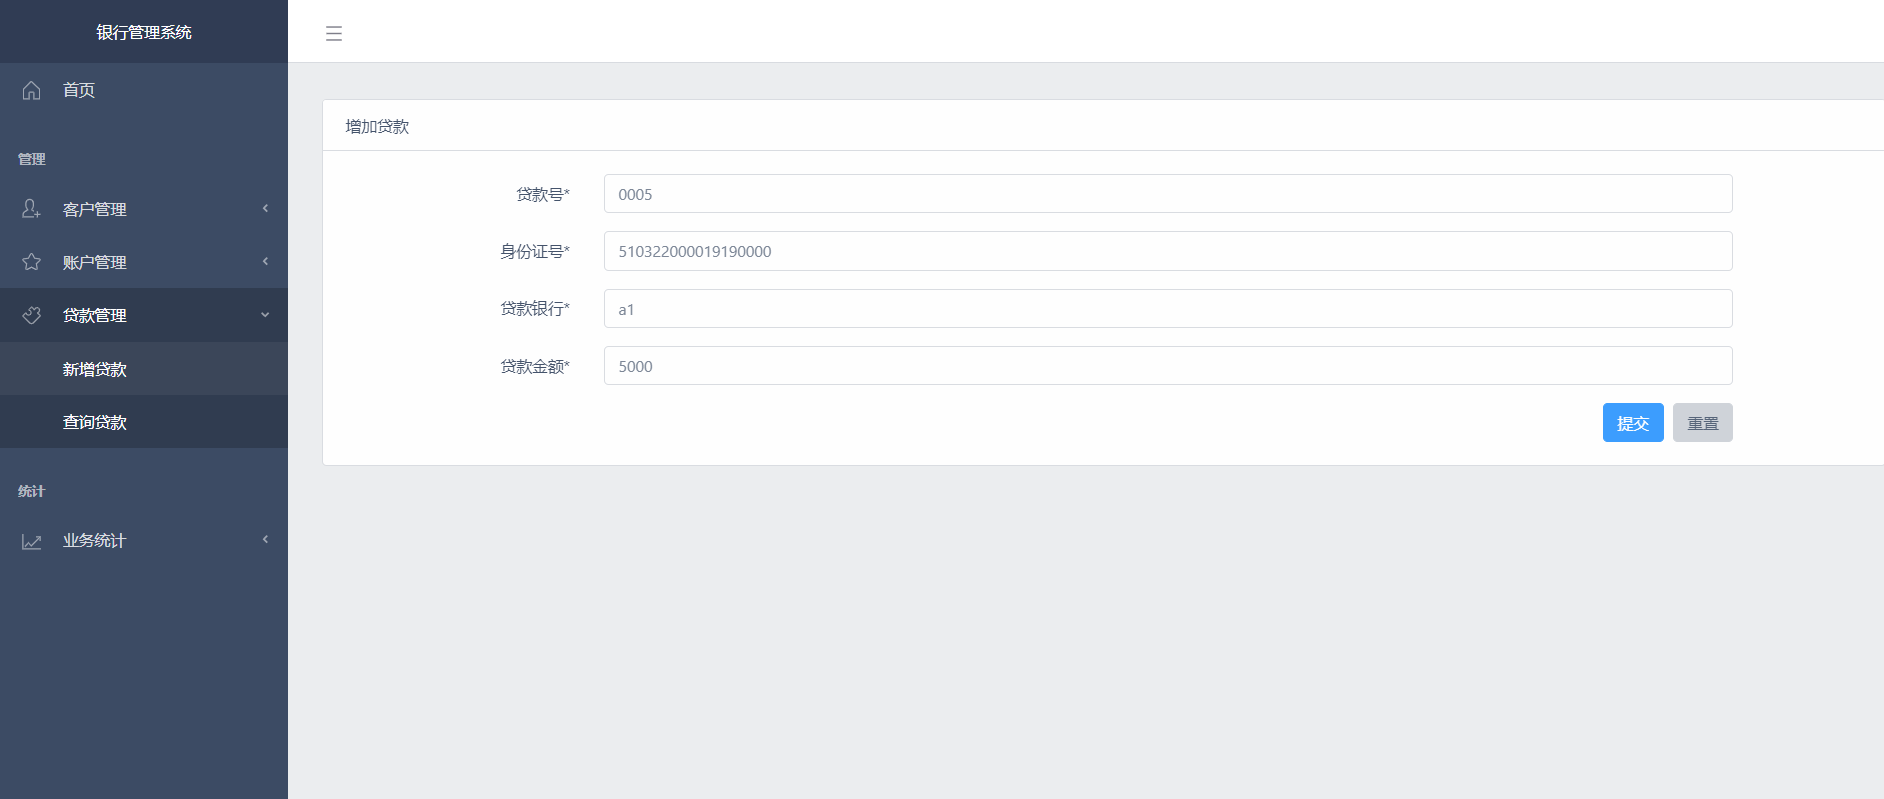 银行管理系统
首页
管理
客户管理
账户管理
贷款管理
新增贷款
查询贷款
统计
业务统计
增加贷款
贷款号* 0005
身份证号* 510322000019190000
贷款银行* a1
贷款金额* 5000
提交 重置